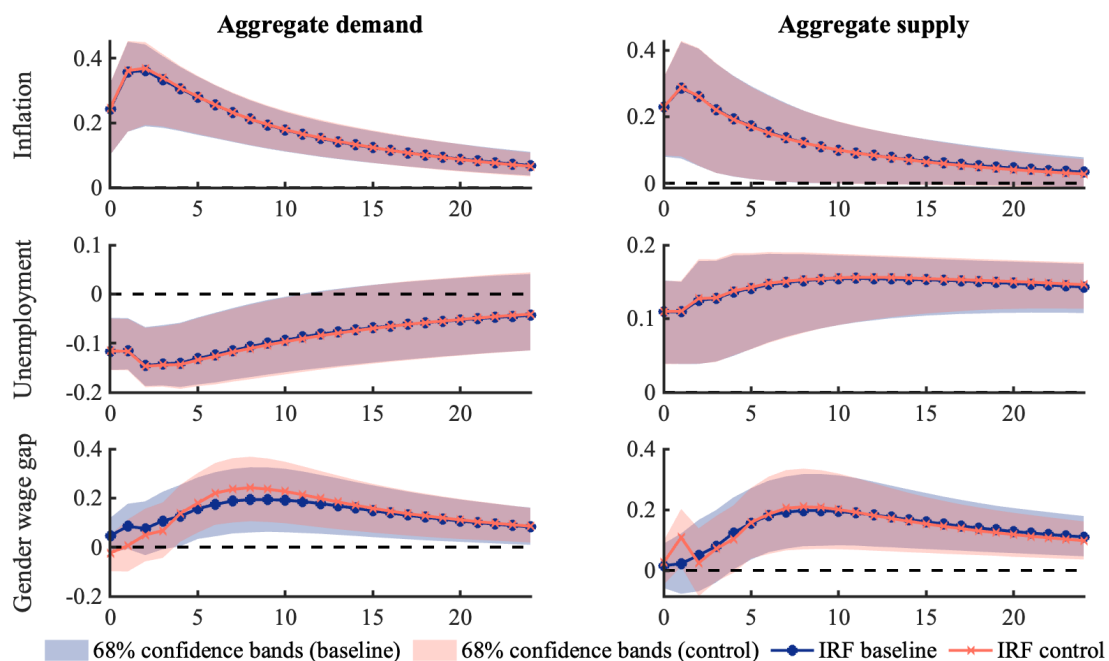 Aggregate demand
Aggregate supply
Inflation
0.4
0.2
0
0 5 10 15 20
0.4
0.2
0
0 5 10 15 20
Unemployment
0.1
0
-0.1
-0.2
0 5 10 15 20
0.2
0.1
0
0 5 10 15 20
Gender wage gap
0.4
0.2
0
-0.2
0 5 10 15 20
0.4
0.2
0
0 5 10 15 20
68% confidence bands (baseline) 68% confidence bands (control) IRF baseline IRF control